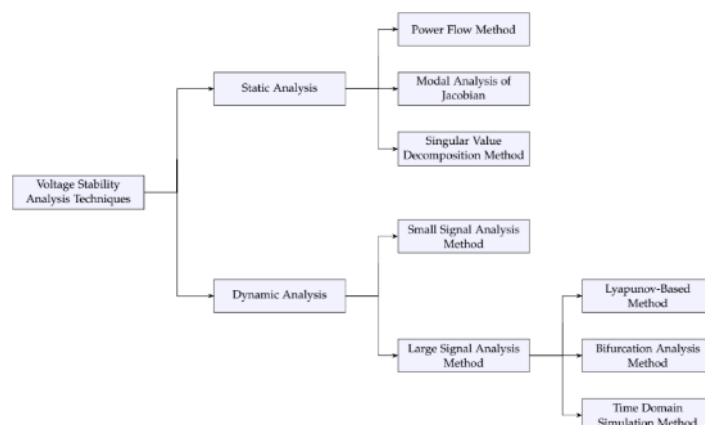 Power Flow Method
Static Analysis
Modal Analysis of
Jacobian
Singular Value
Decomposition Method
Voltage Stability
Analysis Techniques
Small Signal Analysis
Method
Dynamic Analysis
Lyapunov-Based
Method
Large Signal Analysis
Method
Bifurcation Analysis
Method
Time Domain
Simulation Method